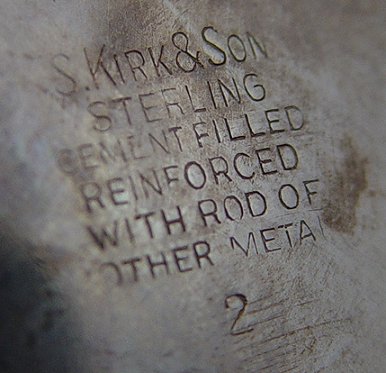 S. KIRK & SON
STERLING
CEMENT FILLED
REINFORCED
WITH ROD OF
OTHER METAL
2